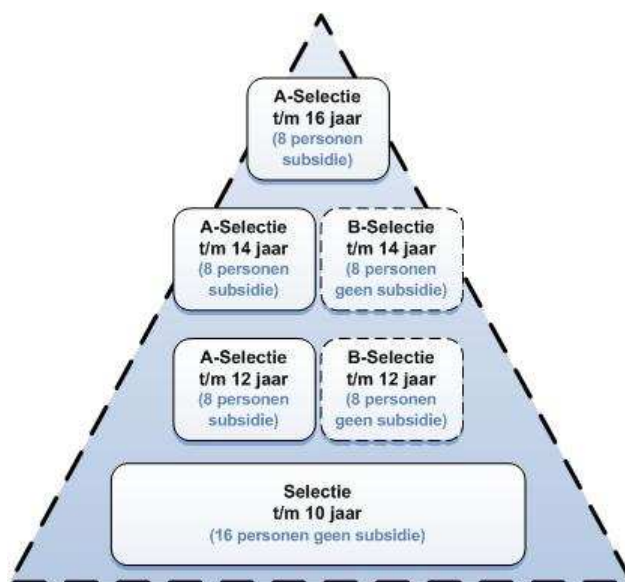 A-Selectie
t/m 16 jaar
(8 personen
subsidie)
A-Selectie
t/m 14 jaar
(8 personen
subsidie)
B-Selectie
t/m 14 jaar
(8 personen
geen subsidie)
A-Selectie
t/m 12 jaar
(8 personen
subsidie)
B-Selectie
t/m 12 jaar
(8 personen
geen subsidie)
Selectie
t/m 10 jaar
(16 personen geen subsidie)